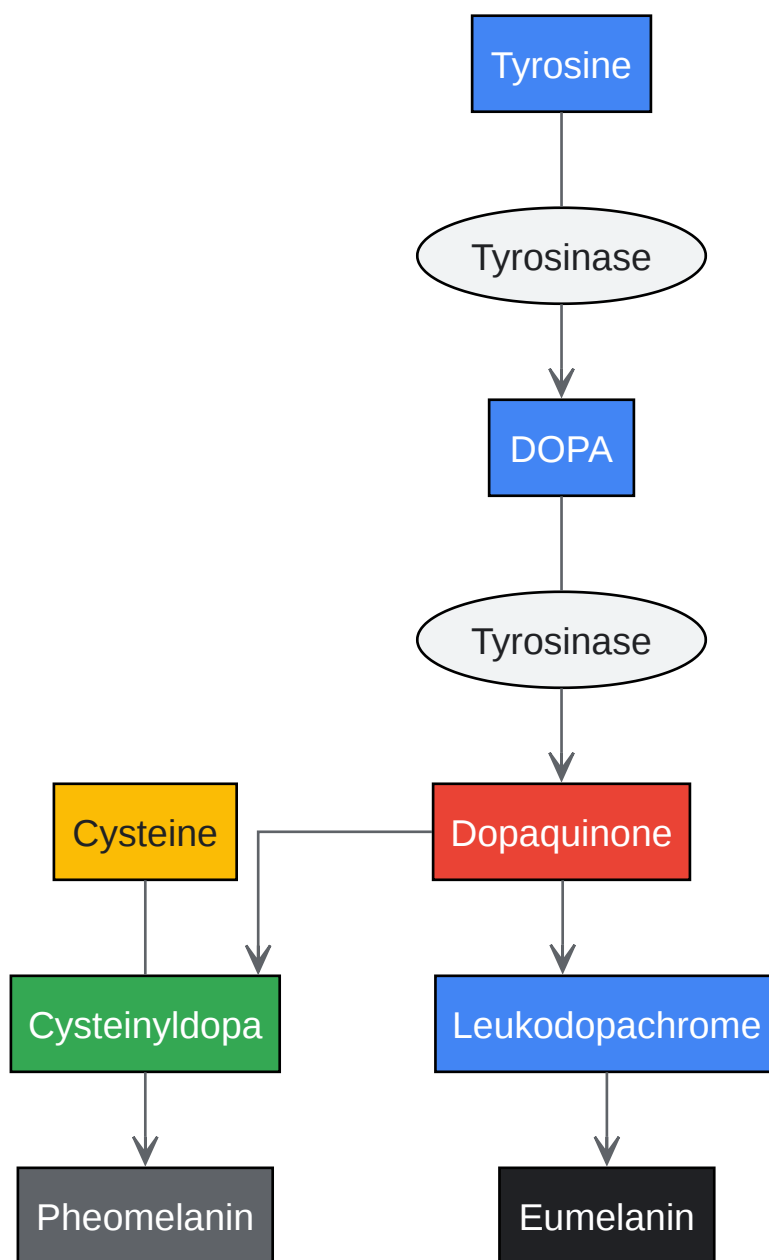 Tyrosine
Tyrosinase
DOPA
Tyrosinase
Cysteine
Dopaquinone
Cysteinyldopa
Leukodopachrome
Pheomelanin
Eumelanin